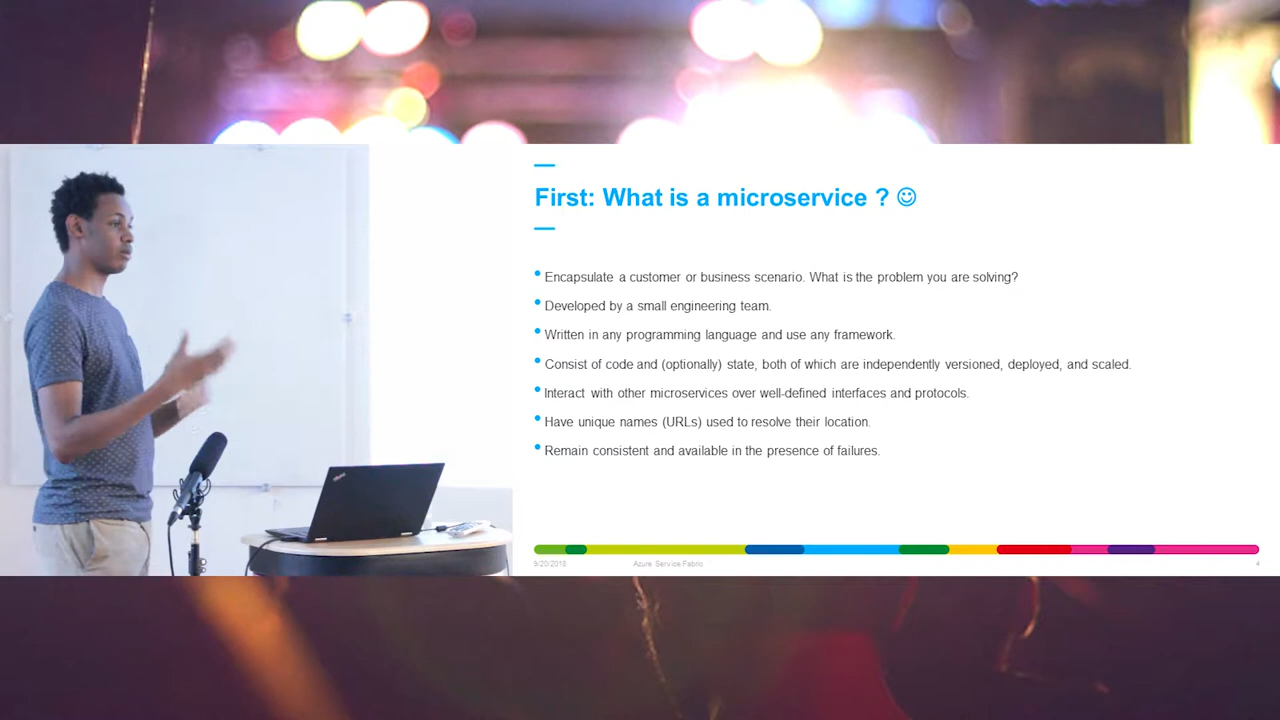 First: What is a microservice ? ☺
Encapsulate a customer or business scenario. What is the problem you are solving?
Developed by a small engineering team.
Written in any programming language and use any framework.
Consist of code and (optionally) state, both of which are independently versioned, deployed, and scaled.
Interact with other microservices over well-defined interfaces and protocols.
Have unique names (URLs) used to resolve their location.
Remain consistent and available in the presence of failures.
9/20/2018 Azure Service Fabric 4